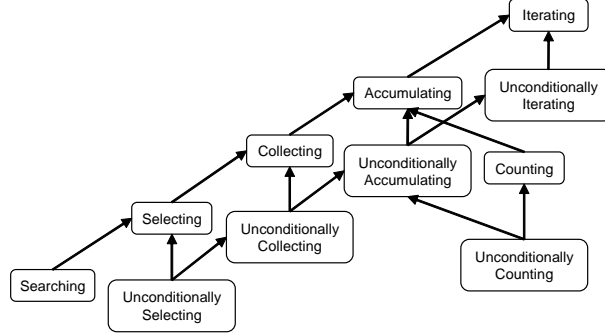 Iterating
Accumulating
Unconditionally
Iterating
Collecting
Unconditionally
Accumulating
Counting
Selecting
Unconditionally
Collecting
Searching
Unconditionally
Selecting
Unconditionally
Counting